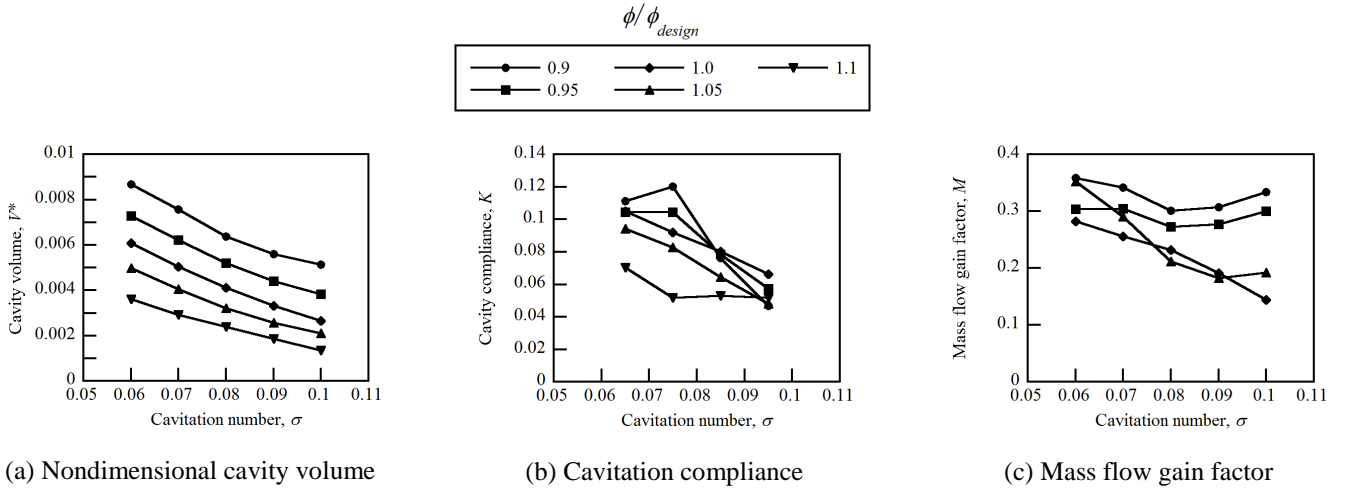 ϕ/ϕdesign
0.9 1.0 1.1
0.95 1.05
0.01
0.008
0.006
0.004
0.002
0
0.05 0.06 0.07 0.08 0.09 0.1 0.11
Cavity volume, V*
Cavitation number, σ
(a) Nondimensional cavity volume
0.14
0.12
0.1
0.08
0.06
0.04
0.02
0
0.05 0.06 0.07 0.08 0.09 0.1 0.11
Cavity compliance, K
Cavitation number, σ
(b) Cavitation compliance
0.4
0.3
0.2
0.1
0
0.05 0.06 0.07 0.08 0.09 0.1 0.11
Mass flow gain factor, M
Cavitation number, σ
(c) Mass flow gain factor